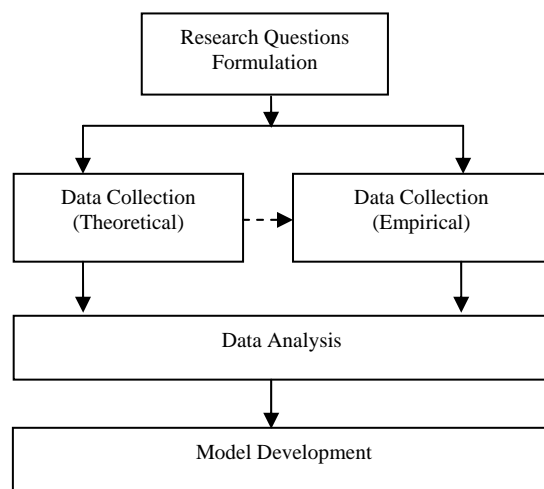 Research Questions
Formulation
Data Collection
(Theoretical)
Data Collection
(Empirical)
Data Analysis
Model Development